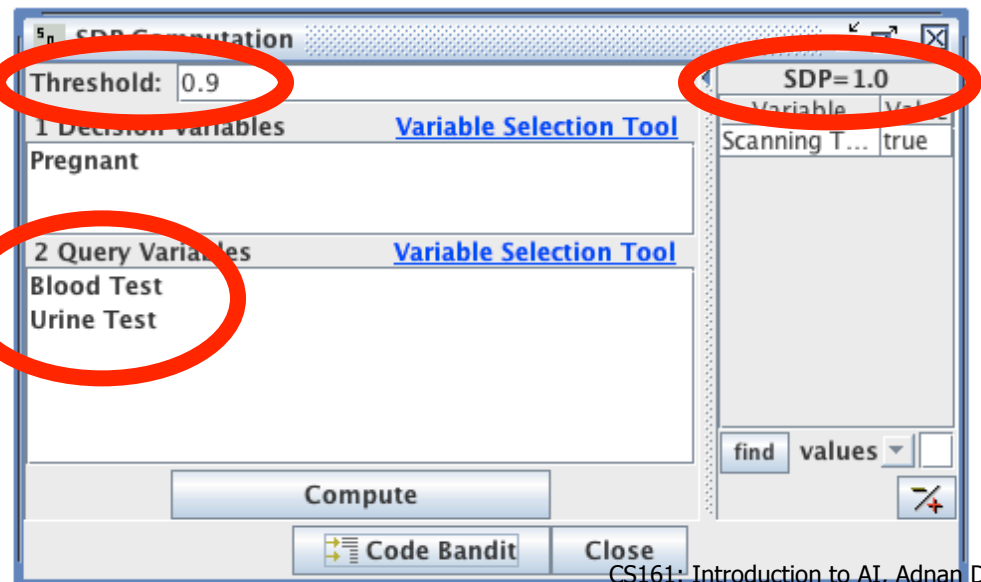 SDP Computation
Threshold: 0.9
1 Decision Variables Variable Selection Tool
Pregnant
2 Query Variables Variable Selection Tool
Blood Test
Urine Test
Compute
Code Bandit Close
SDP=1.0
Variable Value
Scanning T... true
find values
CS161: Introduction to AI, Adnan D